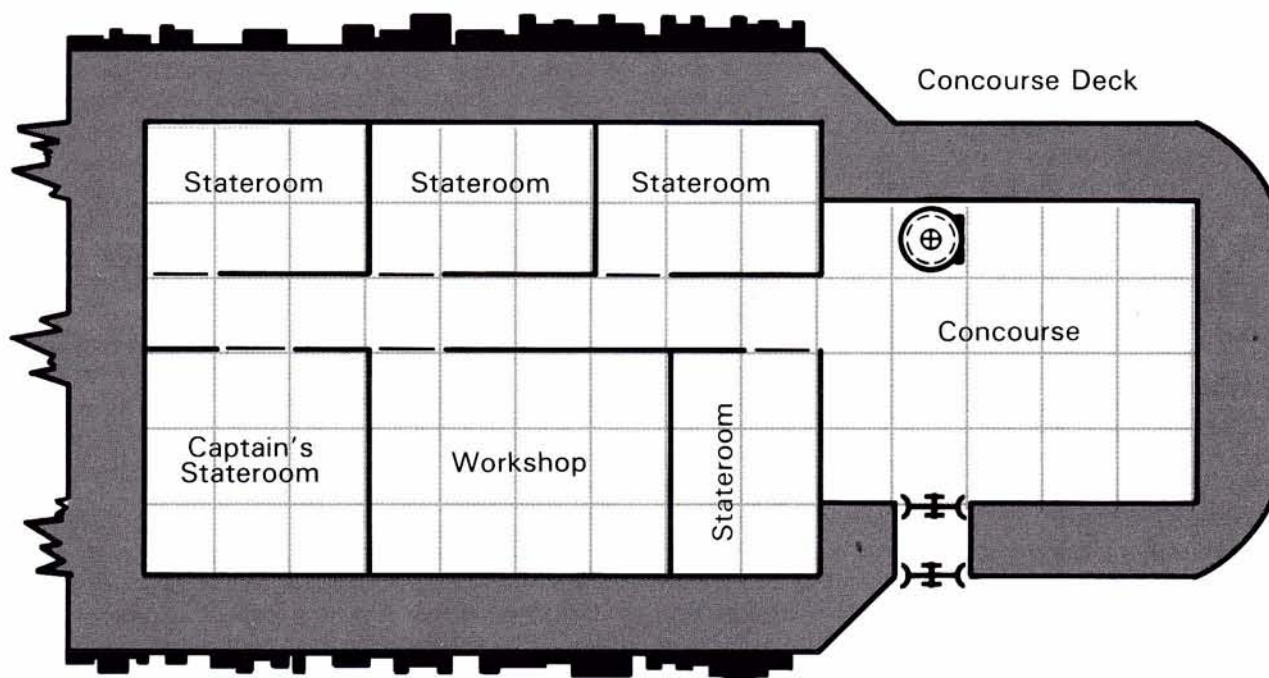 Concourse Deck
Stateroom
Stateroom
Stateroom
Concourse
Captain's
Stateroom
Workshop
Stateroom